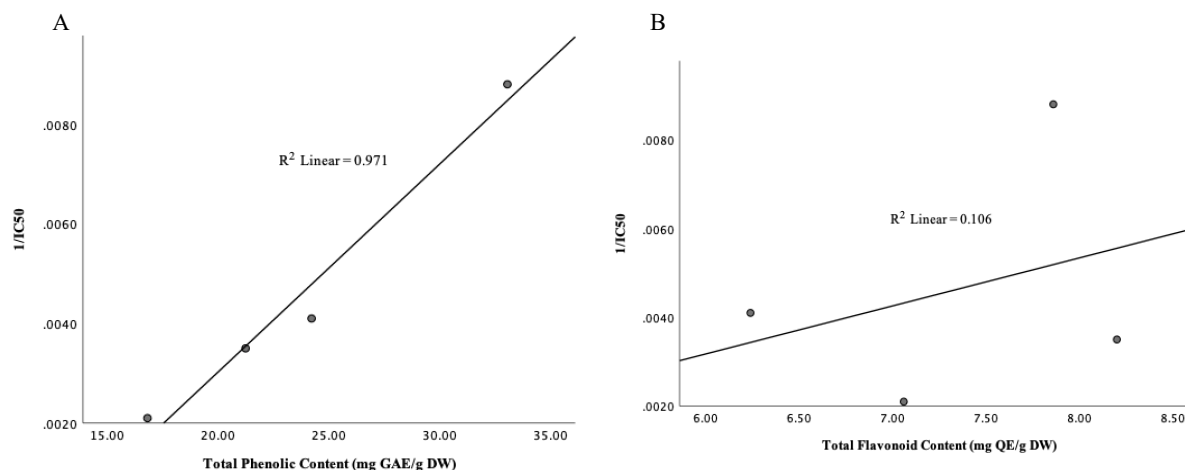 A
.0080
.0060
.0040
.0020
1/IC50
R² Linear = 0.971
15.00 20.00 25.00 30.00 35.00
Total Phenolic Content (mg GAE/g DW)
B
.0080
.0060
.0040
.0020
1/IC50
R² Linear = 0.106
6.00 6.50 7.00 7.50 8.00 8.50
Total Flavonoid Content (mg QE/g DW)